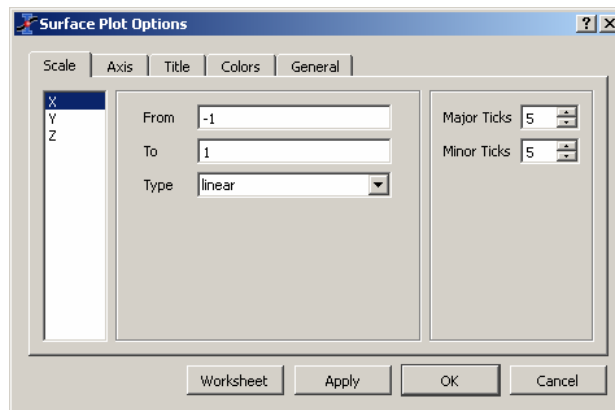 Surface Plot Options
Scale Axis Title Colors General
X
Y
Z
From -1
To 1
Type linear
Major Ticks 5
Minor Ticks 5
Worksheet Apply OK Cancel